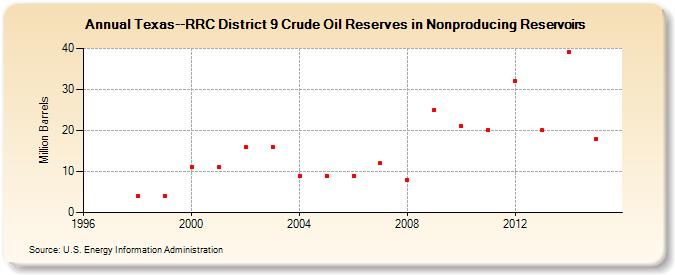 Annual Texas--RRC District 9 Crude Oil Reserves in Nonproducing Reservoirs
Million Barrels
40
30
20
10
0
1996 2000 2004 2008 2012
Source: U.S. Energy Information Administration